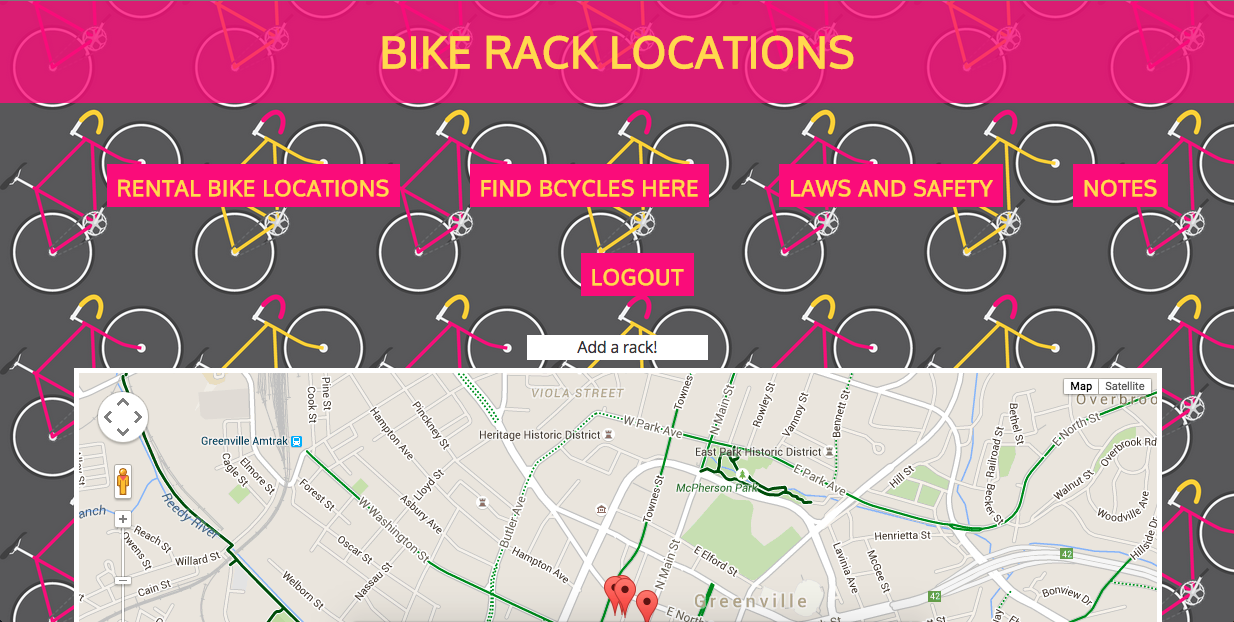 BIKE RACK LOCATIONS
RENTAL BIKE LOCATIONS
FIND BCYCLES HERE
LAWS AND SAFETY
NOTES
LOGOUT
Add a rack!
Map
Satellite
VIOLA STREET
Overbroo
Pine St
Cook St
Hampton Ave
Pinckney St
Townes
N Main St
Rowley St
Vannoy St
Bennett St
Bethel St
E North St
Heritage Historic District
W Park Ave
Greenville Amtrak
East Park Historic District
Overbrook Rd
Railroad St
Cagle St
Elmore St
Forest St
Lloyd St
Asbury Ave
E Park Ave
Hill St
McPherson Park
Walnut St
Becker St
Butler Ave
Townes St
Woodville Ave
anch
Reedy River
W Washington St
Reach St
Owens St
Willard St
Oscar St
Nassau St
Hampton Ave
N Main St
E Elford St
Henrietta St
Lavinia Ave
McGee St
42
Hillside Dr
Cain St
Welborn St
Greenville
42
Bonview Dr
E North